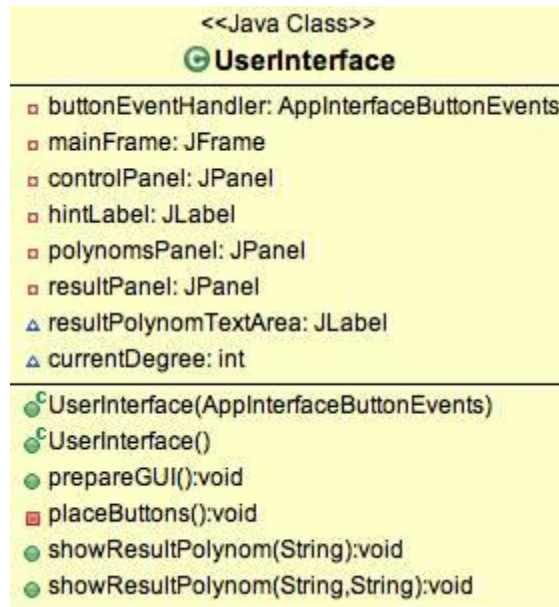 <<Java Class>>
UserInterface
buttonEventHandler: AppInterfaceButtonEvents
mainFrame: JFrame
controlPanel: JPanel
hintLabel: JLabel
polynomsPanel: JPanel
resultPanel: JPanel
resultPolynomTextArea: JLabel
currentDegree: int
UserInterface(AppInterfaceButtonEvents)
UserInterface()
prepareGUI():void
placeButtons():void
showResultPolynom(String):void
showResultPolynom(String,String):void